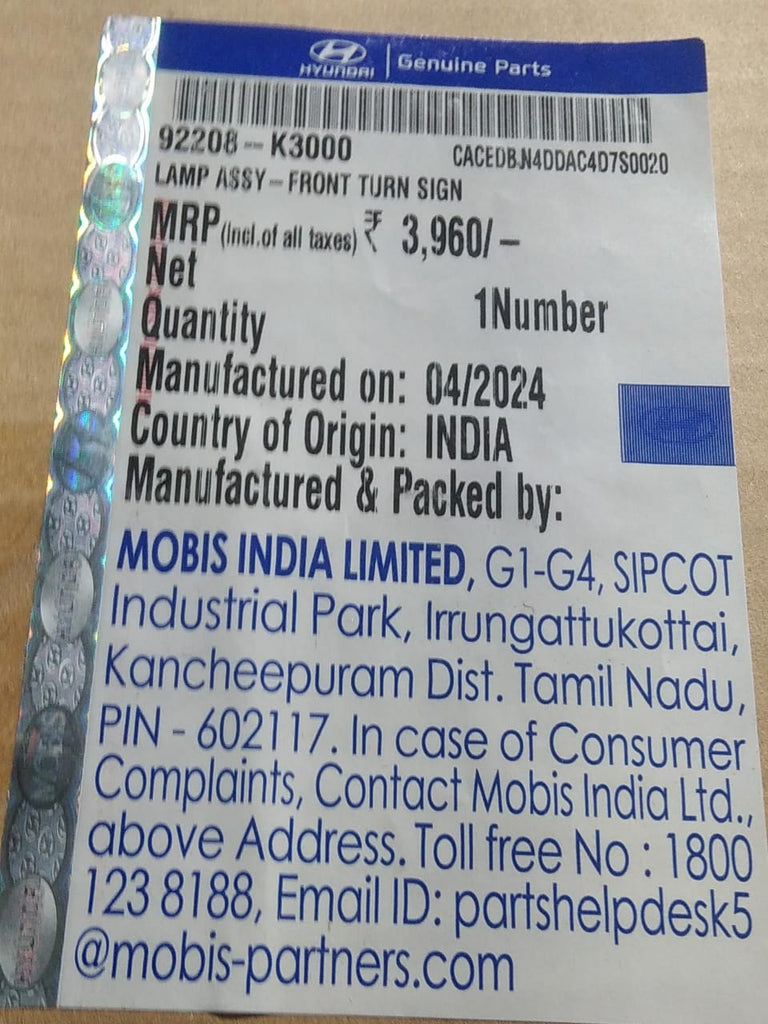 HYUNDAI | Genuine Parts
92208-K3000 CACEDBJN4DDAC4D7S0020
LAMP ASSY-FRONT TURN SIGN
MRP(Incl.of all taxes) ₹ 3,960/-
Net
Quantity 1Number
Manufactured on: 04/2024
Country of Origin: INDIA
Manufactured & Packed by:
MOBIS INDIA LIMITED, G1-G4, SIPCOT
Industrial Park, Irrungattukottai,
Kancheepuram Dist. Tamil Nadu,
PIN - 602117. In case of Consumer
Complaints, Contact Mobis India Ltd.,
above Address. Toll free No : 1800
123 8188, Email ID: partshelpdesk5
@mobis-partners.com